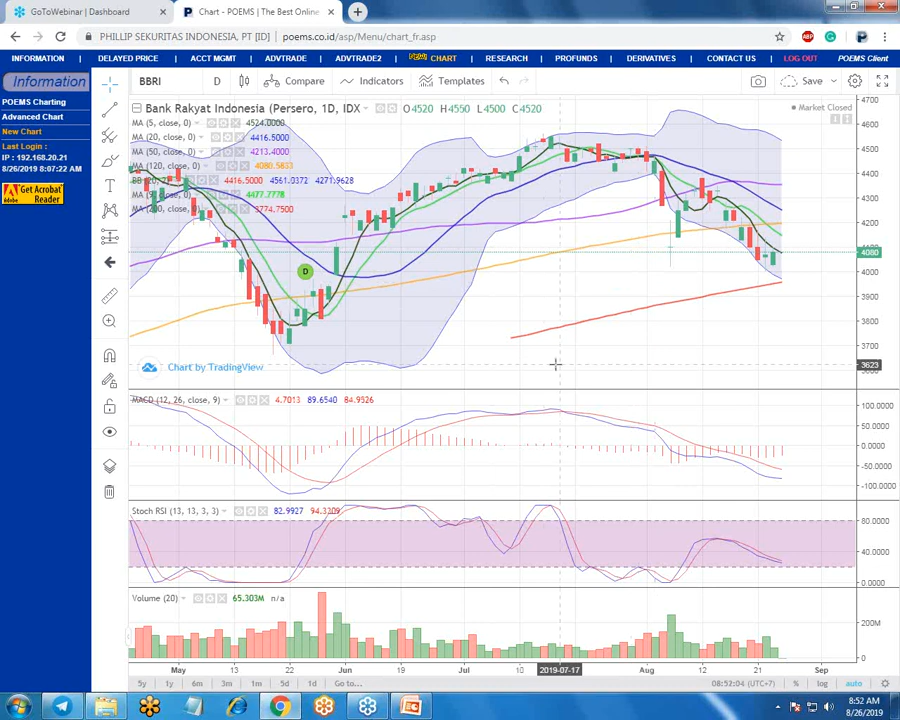 GoToWebinar | Dashboard
Chart - POEMS | The Best Online
PHILLIP SEKURITAS INDONESIA, PT [ID]
poems.co.id/asp/Menu/chart_fr.asp
INFORMATION
DELAYED PRICE
ACCT MGMT
ADVTRADE
ADVTRADE2
NEW CHART
RESEARCH
PROFUNDS
DERIVATIVES
CONTACT US
LOG OUT
POEMS Client
Information
POEMS Charting
Advanced Chart
New Chart
Last Login :
IP : 192.168.20.21
8/26/2019 8:07:22 AM
Get Acrobat
Reader
BBRI
D
Compare
Indicators
Templates
Save
Bank Rakyat Indonesia (Persero, 1D, IDX
O4520 H4550 L4500 C4520
Market Closed
MA (5, close, 0) 4524.0000
MA (20, close, 0) 4416.5000
MA (50, close, 0) 4213.4000
MA (120, close, 0)
BB (20, 4416.5000 4561.0372 4271.9628
4477.7778
3774.7500
D
4700
4600
4500
4400
4300
4200
4080
4000
3900
3800
3700
3623
Chart by TradingView
MACD (12, 26, close, 9) 4.7013 89.6540 84.9526
100.0000
50.0000
0.0000
-50.0000
-100.0000
Stoch RSI (13, 13, 3, 3) 82.9927 94.3209
80.0000
40.0000
0.0000
Volume (20) 65.303M n/a
200M
0
May
13
22
Jun
19
Jul
10
2019-07-17
Aug
12
21
Sep
5y
1y
6m
3m
1m
5d
1d
Go to...
08:52:04 (UTC+7)
%
log
auto
8:52 AM
8/26/2019